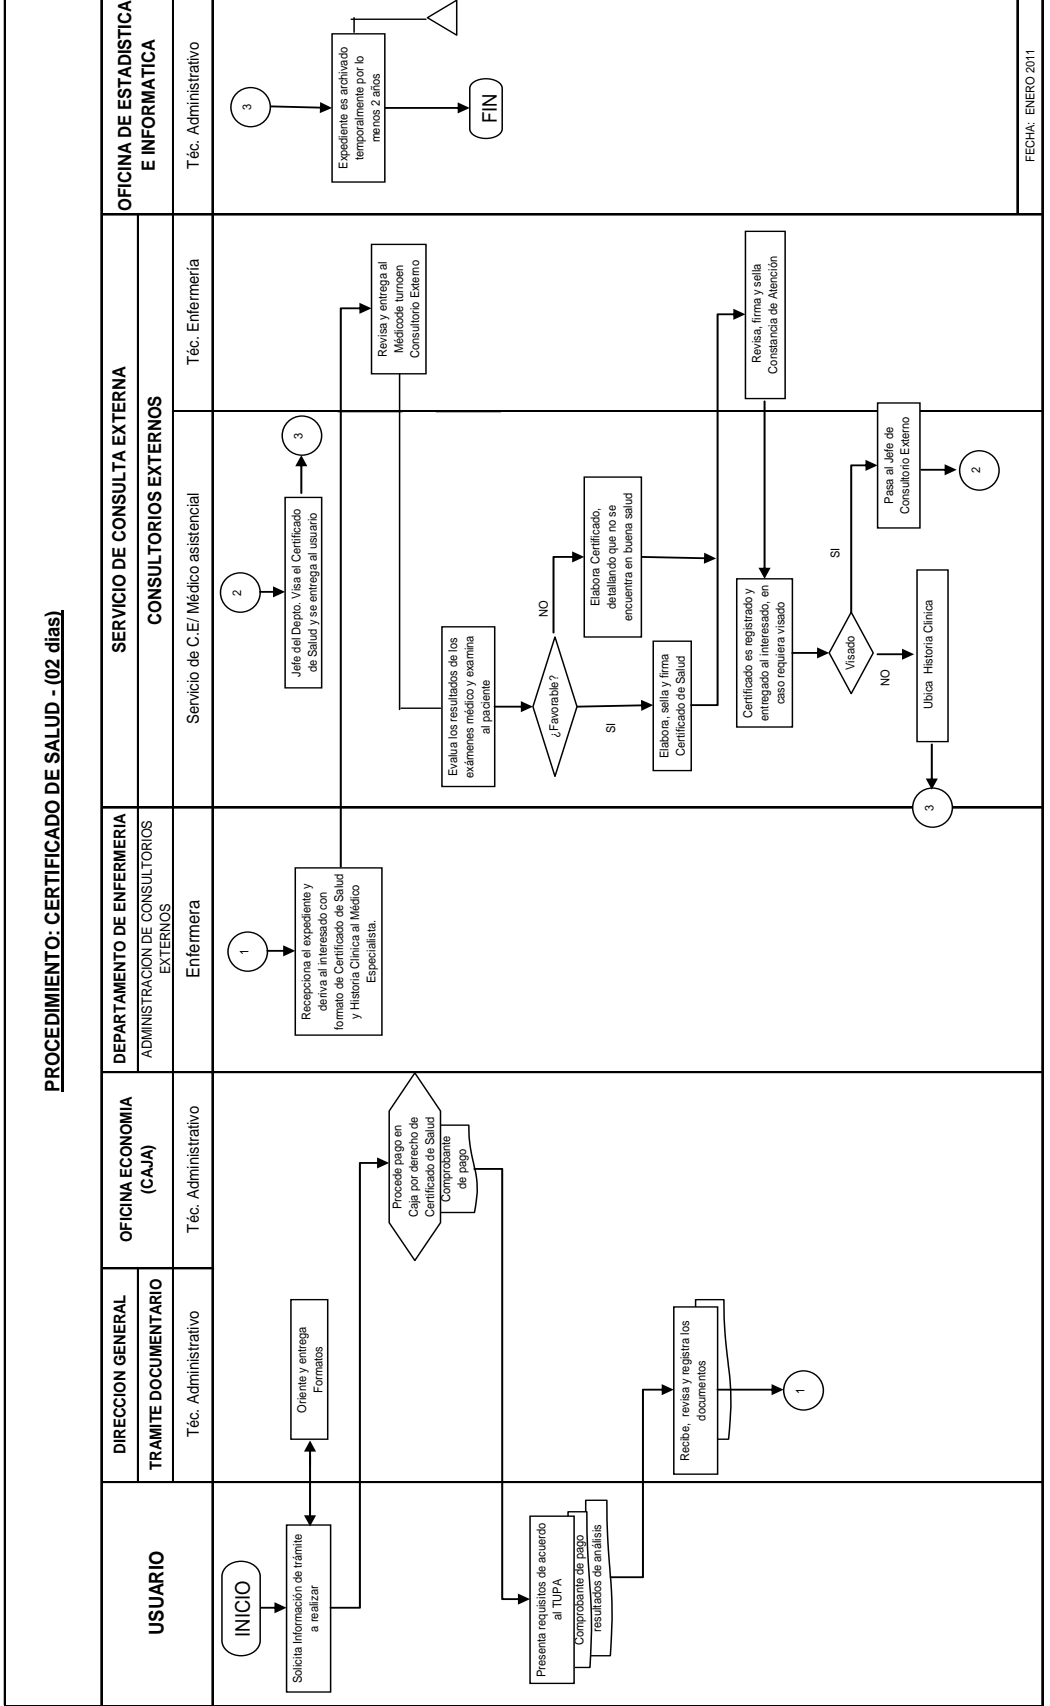 PROCEDIMIENTO: CERTIFICADO DE SALUD - (02 dias)
USUARIO
DIRECCION GENERAL
TRAMITE DOCUMENTARIO
Téc. Administrativo
OFICINA ECONOMIA
(CAJA)
Téc. Administrativo
DEPARTAMENTO DE ENFERMERIA
ADMINISTRACION DE CONSULTORIOS
EXTERNOS
Enfermera
SERVICIO DE CONSULTA EXTERNA
CONSULTORIOS EXTERNOS
Servicio de C.E/ Médico asistencial
Téc. Enfermería
OFICINA DE ESTADISTICA
E INFORMATICA
Téc. Administrativo
INICIO
Solicita Información de trámite
a realizar
Oriente y entrega
Formatos
Procede pago en
Caja por derecho de
Certificado de Salud
Comprobante
de pago
Presenta requisitos de acuerdo
al TUPA
Comprobante de pago
resultados de análisis
Recibe, revisa y registra los
documentos
1
1
Recepciona el expediente y
deriva al interesado con
formato de Certificado de Salud
y Historia Clinica al Médico
Especialista.
Revisa y entrega al
Médicode turnoen
Consultorio Externo
Evalua los resultados de los
exámenes médico y examina
al paciente
¿Favorable?
NO
SI
Elabora Certificado,
detallando que no se
encuentra en buena salud
Elabora, sella y firma
Certificado de Salud
Revisa, firma y sella
Constancia de Atención
Certificado es registrado y
entregado al interesado, en
caso requiera visado
Visado
SI
NO
Pasa al Jefe de
Consultorio Externo
2
Ubica Historia Clinica
3
2
Jefe del Depto. Visa el Certificado
de Salud y se entrega al usuario
3
3
Expediente es archivado
temporalmente por lo
menos 2 años
FIN
FECHA: ENERO 2011